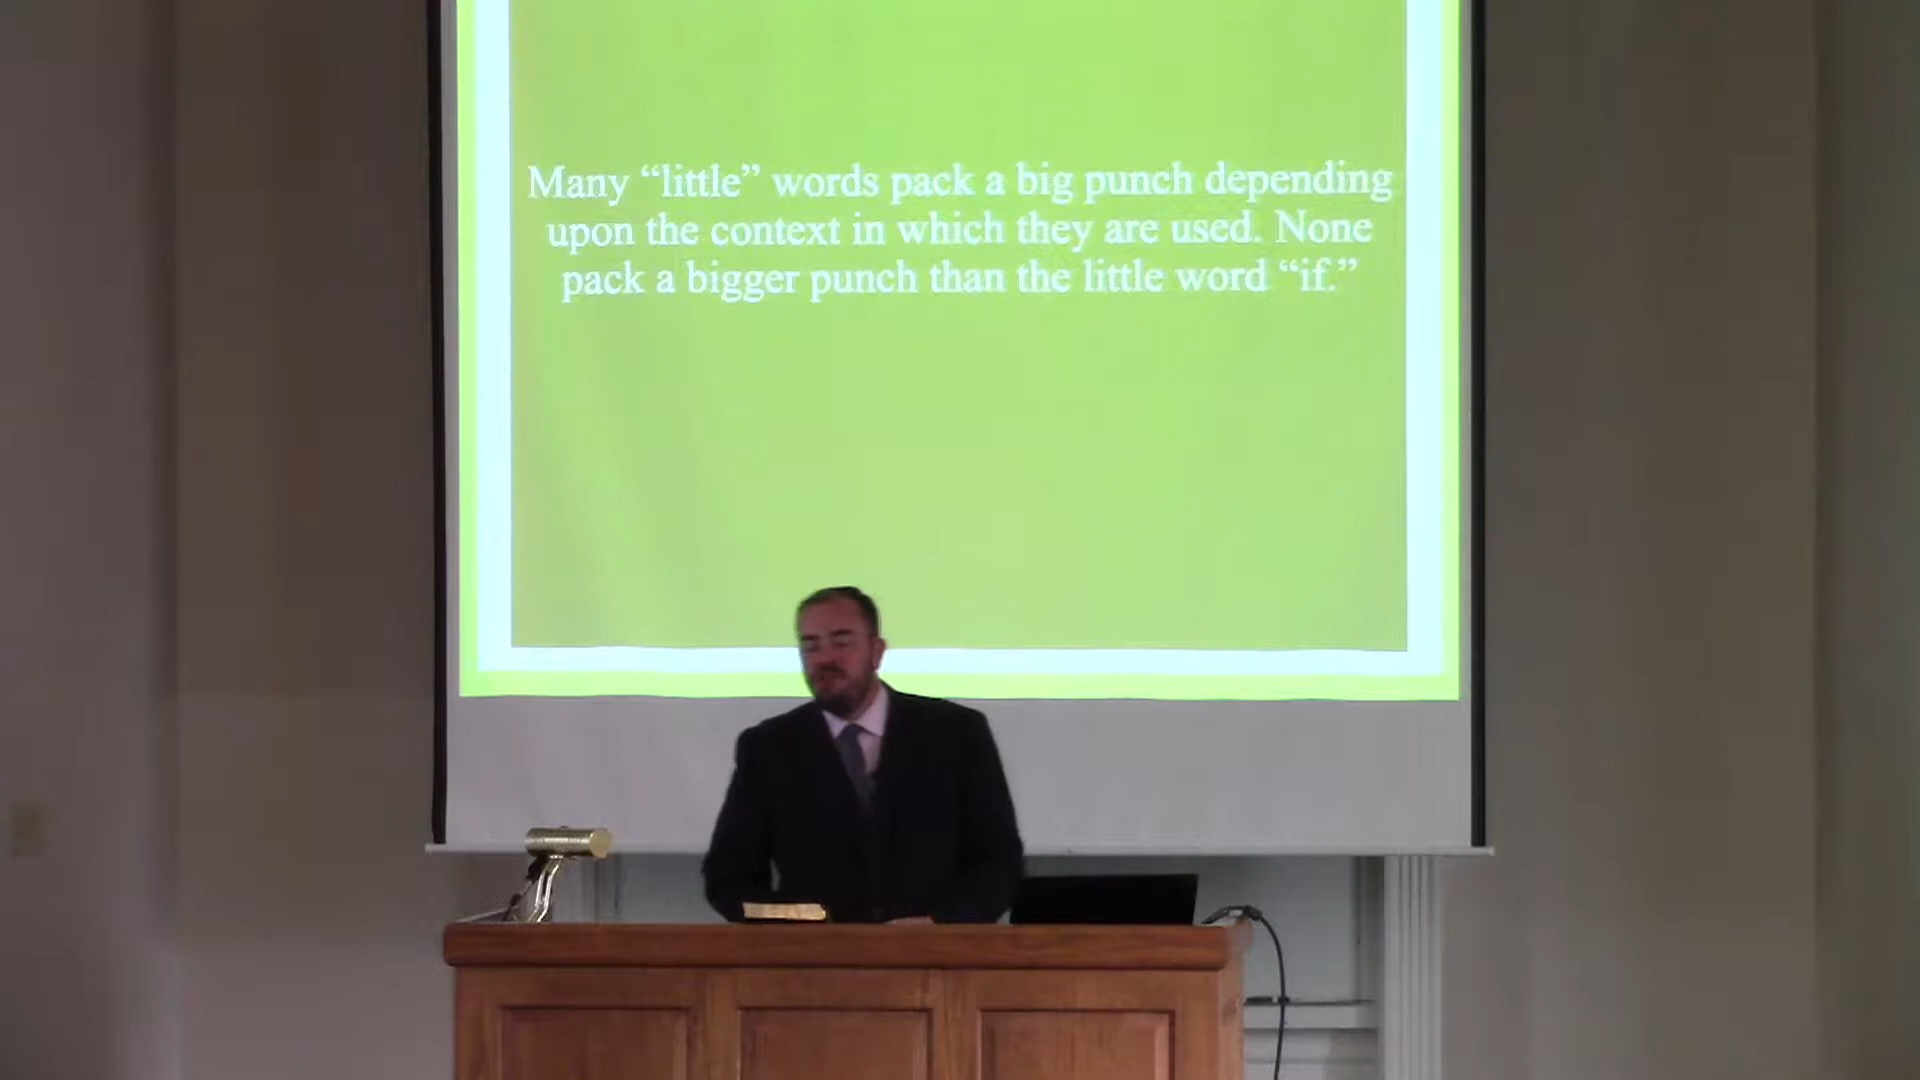 Many “little” words pack a big punch depending
upon the context in which they are used. None
pack a bigger punch than the little word “if.”